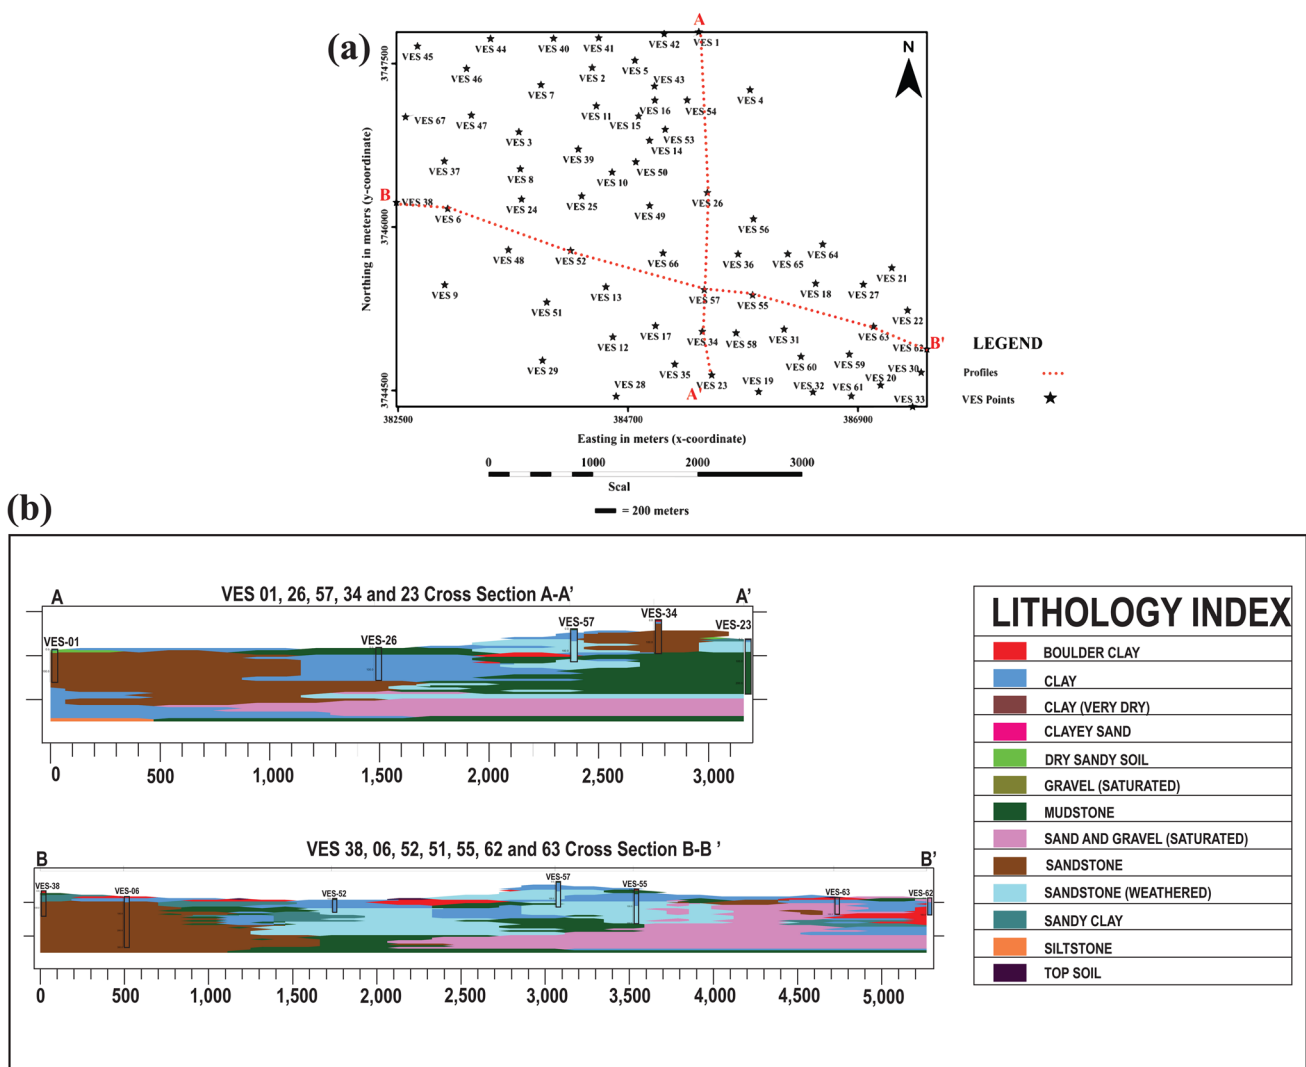 (a)
A
N
VES 45
VES 44
VES 40
VES 41
VES 42
VES 1
3747500
VES 46
VES 7
VES 2
VES 5
VES 43
VES 4
VES 67
VES 47
VES 11
VES 15
VES 16
VES 54
VES 3
VES 53
VES 14
VES 37
VES 8
VES 39
VES 10
VES 50
B
VES 38
VES 6
VES 24
VES 25
VES 49
VES 26
VES 56
3746000
VES 48
VES 52
VES 66
VES 36
VES 65
VES 64
VES 21
VES 9
VES 51
VES 13
VES 57
VES 55
VES 18
VES 27
VES 22
VES 12
VES 17
VES 34
VES 58
VES 31
VES 63
VES 62
B'
VES 29
VES 28
VES 35
VES 23
VES 19
VES 60
VES 32
VES 59
VES 61
VES 20
VES 30
VES 33
A'
3744500
382500
384700
386900
Northing in meters (y-coordinate)
Easting in meters (x-coordinate)
LEGEND
Profiles
VES Points
0 1000 2000 3000
Scal
= 200 meters
(b)
A
VES 01, 26, 57, 34 and 23 Cross Section A-A’
A’
VES-01
VES-26
VES-57
VES-34
VES-23
0 500 1,000 1,500 2,000 2,500 3,000
VES 38, 06, 52, 51, 55, 62 and 63 Cross Section B-B ’
B
B’
VES-38
VES-06
VES-52
VES-57
VES-55
VES-63
VES-62
0 500 1,000 1,500 2,000 2,500 3,000 3,500 4,000 4,500 5,000
LITHOLOGY INDEX
BOULDER CLAY
CLAY
CLAY (VERY DRY)
CLAYEY SAND
DRY SANDY SOIL
GRAVEL (SATURATED)
MUDSTONE
SAND AND GRAVEL (SATURATED)
SANDSTONE
SANDSTONE (WEATHERED)
SANDY CLAY
SILTSTONE
TOP SOIL